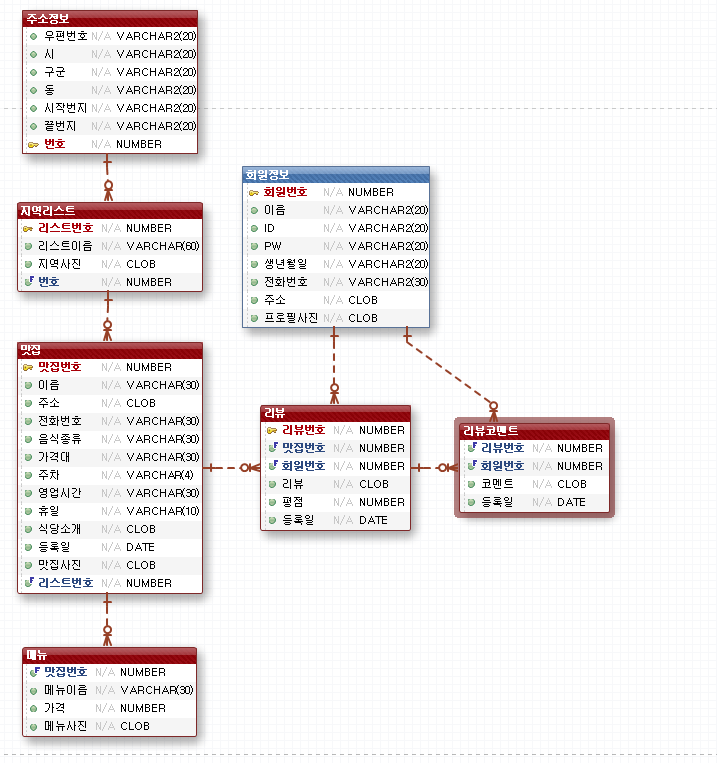 주소정보
우편번호 N/A VARCHAR2(20)
시 N/A VARCHAR2(20)
구군 N/A VARCHAR2(20)
동 N/A VARCHAR2(20)
시작번지 N/A VARCHAR2(20)
끝번지 N/A VARCHAR2(20)
번호 N/A NUMBER
지역리스트
리스트번호 N/A NUMBER
리스트이름 N/A VARCHAR(60)
지역사진 N/A CLOB
번호 N/A NUMBER
맛집
맛집번호 N/A NUMBER
이름 N/A VARCHAR(30)
주소 N/A CLOB
전화번호 N/A VARCHAR(30)
음식종류 N/A VARCHAR(30)
가격대 N/A VARCHAR(30)
주차 N/A VARCHAR(4)
영업시간 N/A VARCHAR(30)
휴일 N/A VARCHAR(10)
식당소개 N/A CLOB
등록일 N/A DATE
맛집사진 N/A CLOB
리스트번호 N/A NUMBER
메뉴
맛집번호 N/A NUMBER
메뉴이름 N/A VARCHAR(30)
가격 N/A NUMBER
메뉴사진 N/A CLOB
회원정보
회원번호 N/A NUMBER
이름 N/A VARCHAR2(20)
ID N/A VARCHAR2(20)
PW N/A VARCHAR2(20)
생년월일 N/A VARCHAR2(20)
전화번호 N/A VARCHAR2(30)
주소 N/A CLOB
프로필사진 N/A CLOB
리뷰
리뷰번호 N/A NUMBER
맛집번호 N/A NUMBER
회원번호 N/A NUMBER
리뷰 N/A CLOB
평점 N/A NUMBER
등록일 N/A DATE
리뷰코멘트
리뷰번호 N/A NUMBER
회원번호 N/A NUMBER
코멘트 N/A CLOB
등록일 N/A DATE